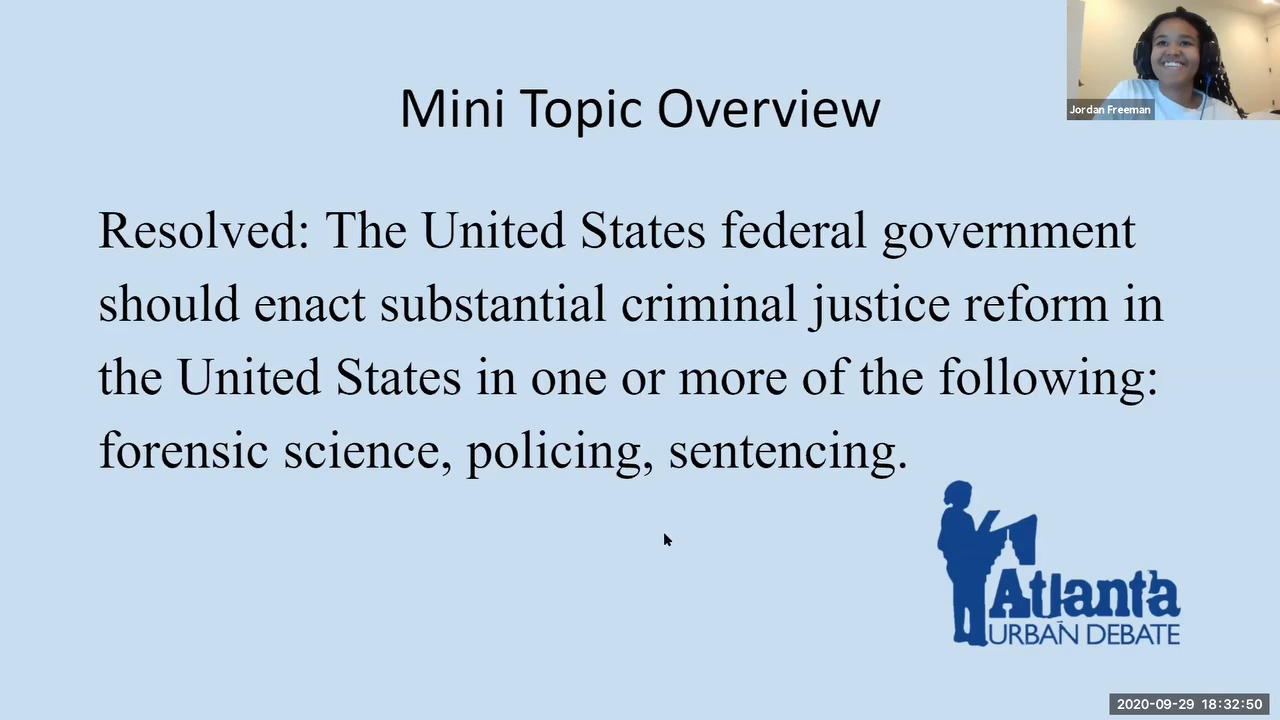 Mini Topic Overview
Jordan Freeman
Resolved: The United States federal government
should enact substantial criminal justice reform in
the United States in one or more of the following:
forensic science, policing, sentencing.
Atlanta
URBAN DEBATE
2020-09-29 18:32:50